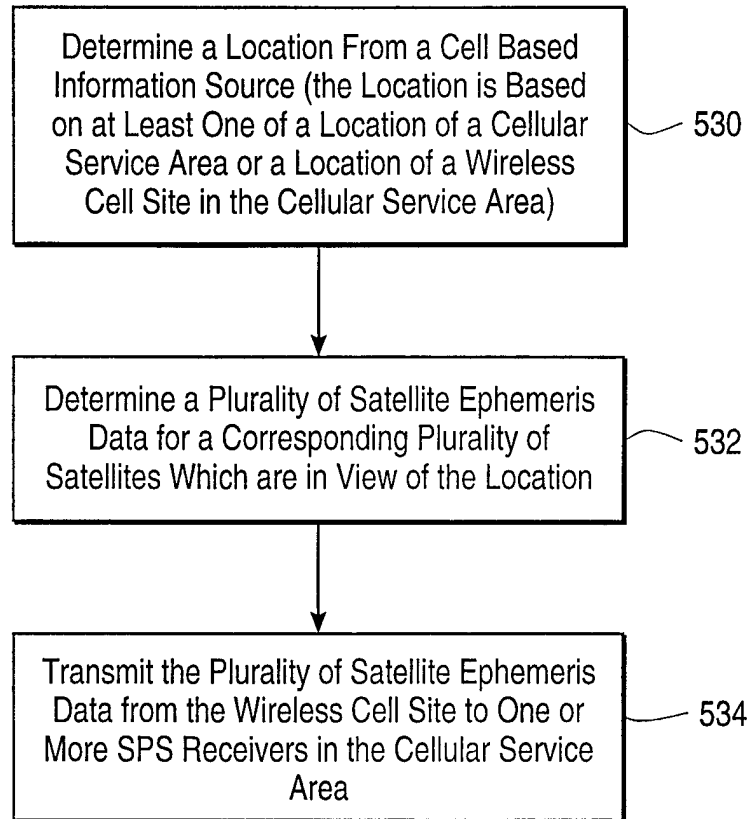 Determine a Location From a Cell Based
Information Source (the Location is Based
on at Least One of a Location of a Cellular
Service Area or a Location of a Wireless
Cell Site in the Cellular Service Area)
530
Determine a Plurality of Satellite Ephemeris
Data for a Corresponding Plurality of
Satellites Which are in View of the Location
532
Transmit the Plurality of Satellite Ephemeris
Data from the Wireless Cell Site to One or
More SPS Receivers in the Cellular Service
Area
534